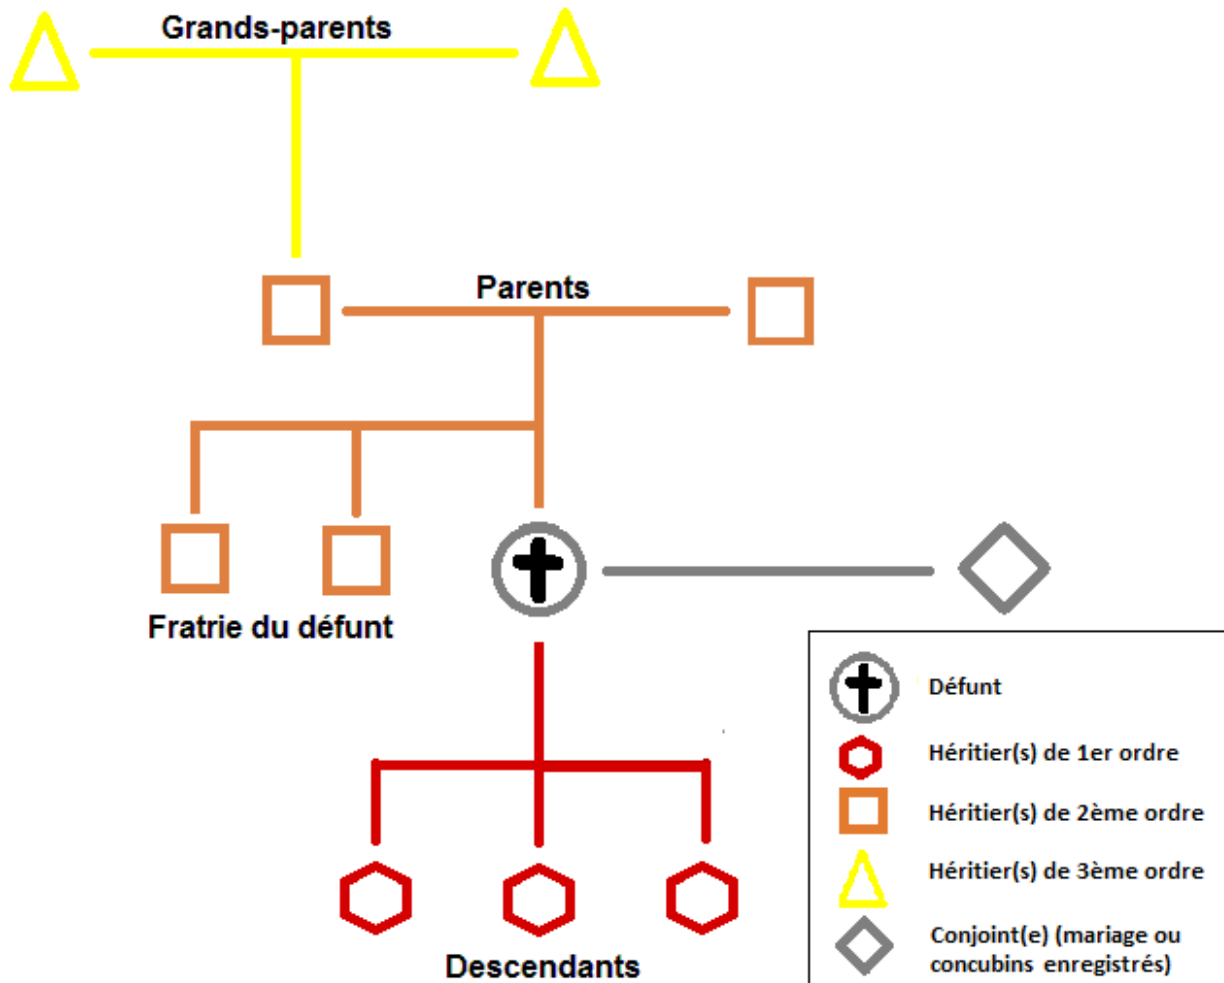 Grands-parents
Parents
Fratrie du défunt
Descendants
Défunt
Héritier(s) de 1er ordre
Héritier(s) de 2ème ordre
Héritier(s) de 3ème ordre
Conjoint(e) (mariage ou
concubins enregistrés)